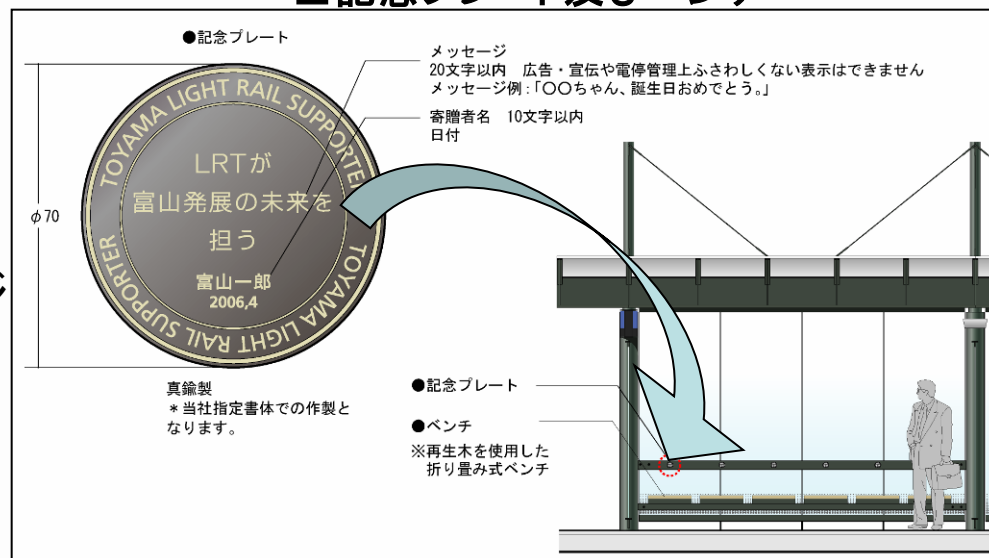 ●記念プレート
メッセージ
20文字以内 広告・宣伝や電停管理上ふさわしくない表示はできません
メッセージ例:「〇〇ちゃん、誕生日おめでとう。」
寄贈者名 10文字以内
日付
TOYAMA LIGHT RAIL SUPPORTER
LRTが
富山発展の未来を
担う
富山一郎
2006,4
TOYAMA LIGHT RAIL SUPPORTER
φ70
真鍮製
*当社指定書体での作製と
なります。
●記念プレート
●ベンチ
※再生木を使用した
折り畳み式ベンチ